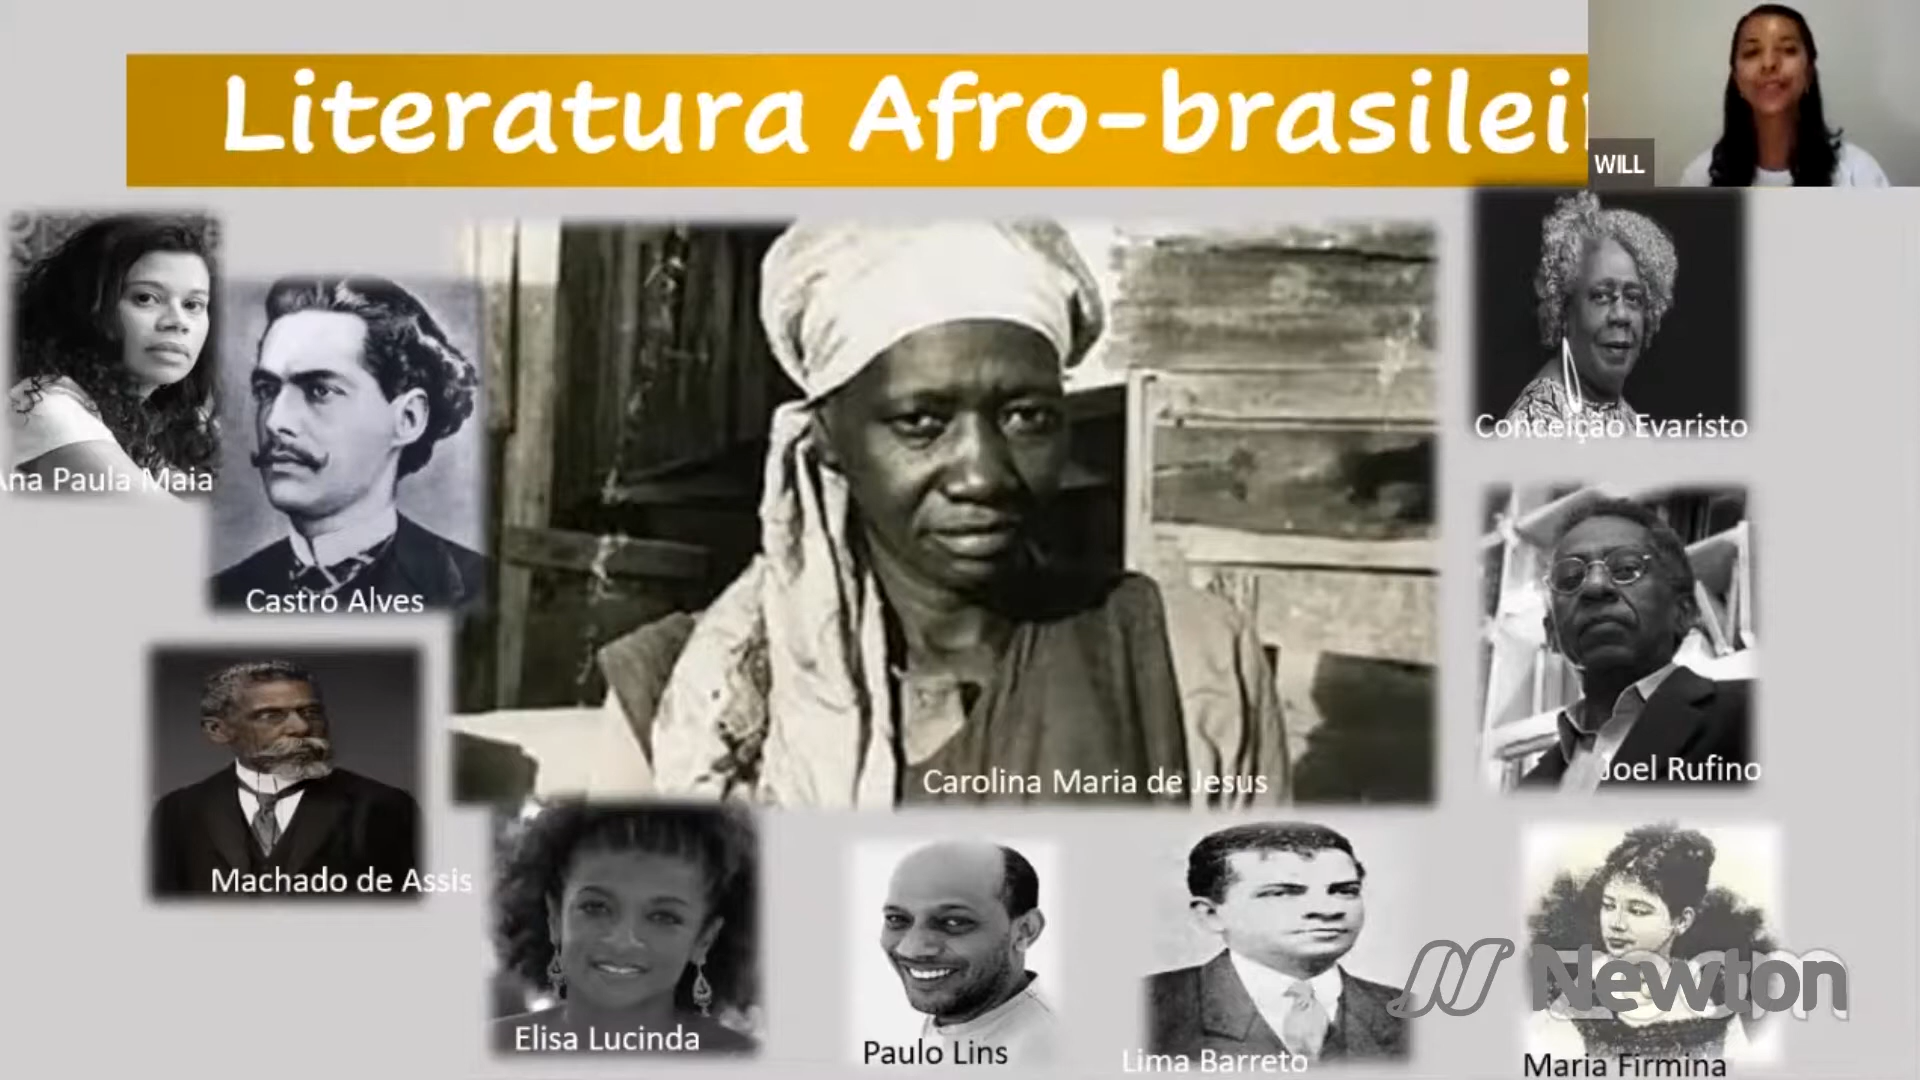 Literatura Afro-brasilei
WILL
Conceição Evaristo
Ana Paula Maia
Castro Alves
Joel Rufino
Carolina Maria de Jesus
Machado de Assis
Elisa Lucinda
Paulo Lins
Lima Barreto
Newton
zoom
Maria Firmina